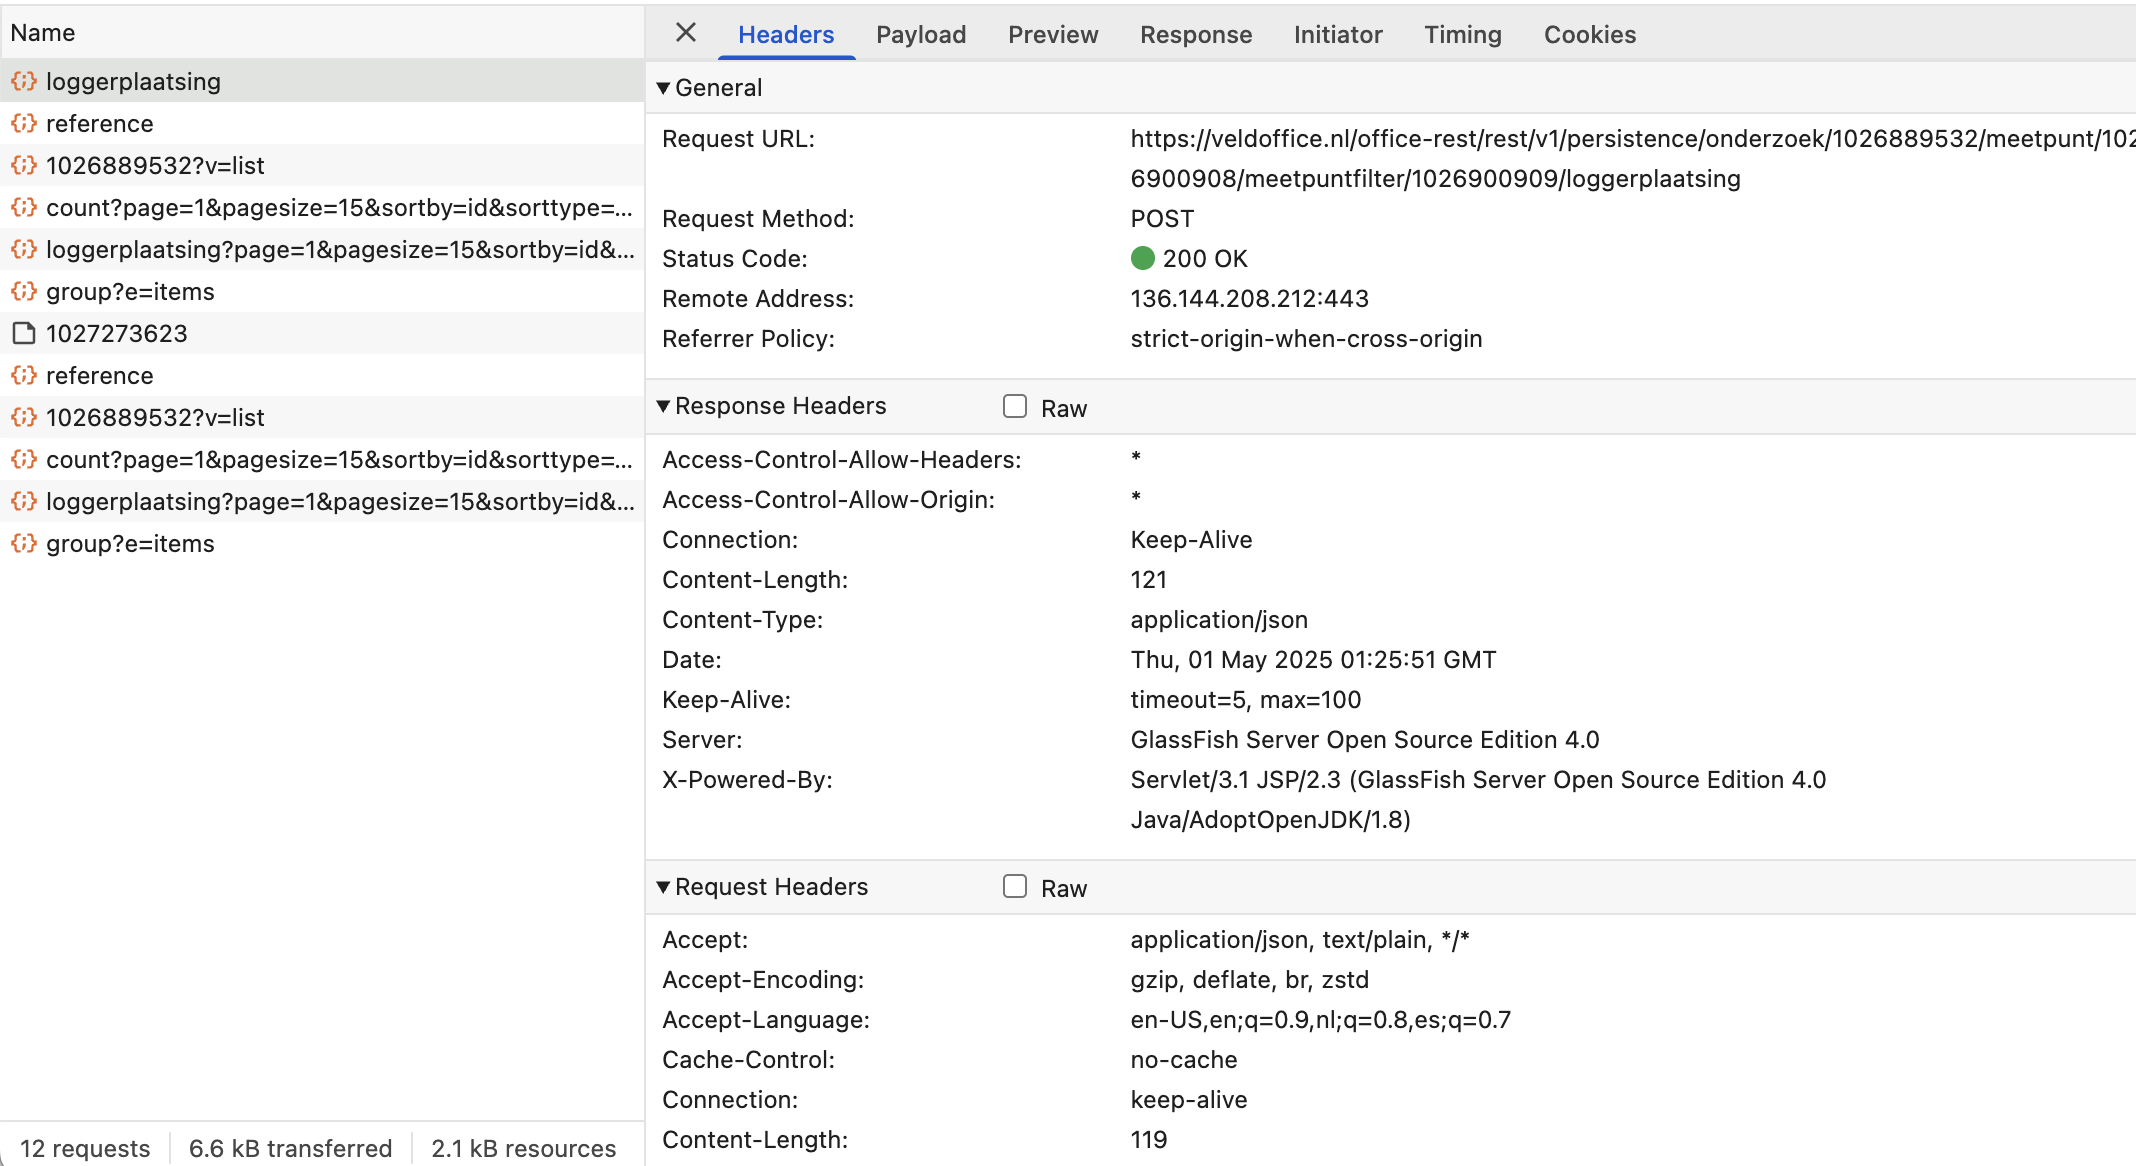 Name
loggerplaatsing
reference
1026889532?v=list
count?page=1&pagesize=15&sortby=id&sorttype=...
loggerplaatsing?page=1&pagesize=15&sortby=id&...
group?e=items
1027273623
reference
1026889532?v=list
count?page=1&pagesize=15&sortby=id&sorttype=...
loggerplaatsing?page=1&pagesize=15&sortby=id&...
group?e=items
12 requests 6.6 kB transferred 2.1 kB resources
Headers Payload Preview Response Initiator Timing Cookies
General
Request URL: https://veldoffice.nl/office-rest/rest/v1/persistence/onderzoek/1026889532/meetpunt/102
6900908/meetpuntfilter/1026900909/loggerplaatsing
Request Method: POST
Status Code: 200 OK
Remote Address: 136.144.208.212:443
Referrer Policy: strict-origin-when-cross-origin
Response Headers Raw
Access-Control-Allow-Headers: *
Access-Control-Allow-Origin: *
Connection: Keep-Alive
Content-Length: 121
Content-Type: application/json
Date: Thu, 01 May 2025 01:25:51 GMT
Keep-Alive: timeout=5, max=100
Server: GlassFish Server Open Source Edition 4.0
X-Powered-By: Servlet/3.1 JSP/2.3 (GlassFish Server Open Source Edition 4.0
Java/AdoptOpenJDK/1.8)
Request Headers Raw
Accept: application/json, text/plain, */*
Accept-Encoding: gzip, deflate, br, zstd
Accept-Language: en-US,en;q=0.9,nl;q=0.8,es;q=0.7
Cache-Control: no-cache
Connection: keep-alive
Content-Length: 119